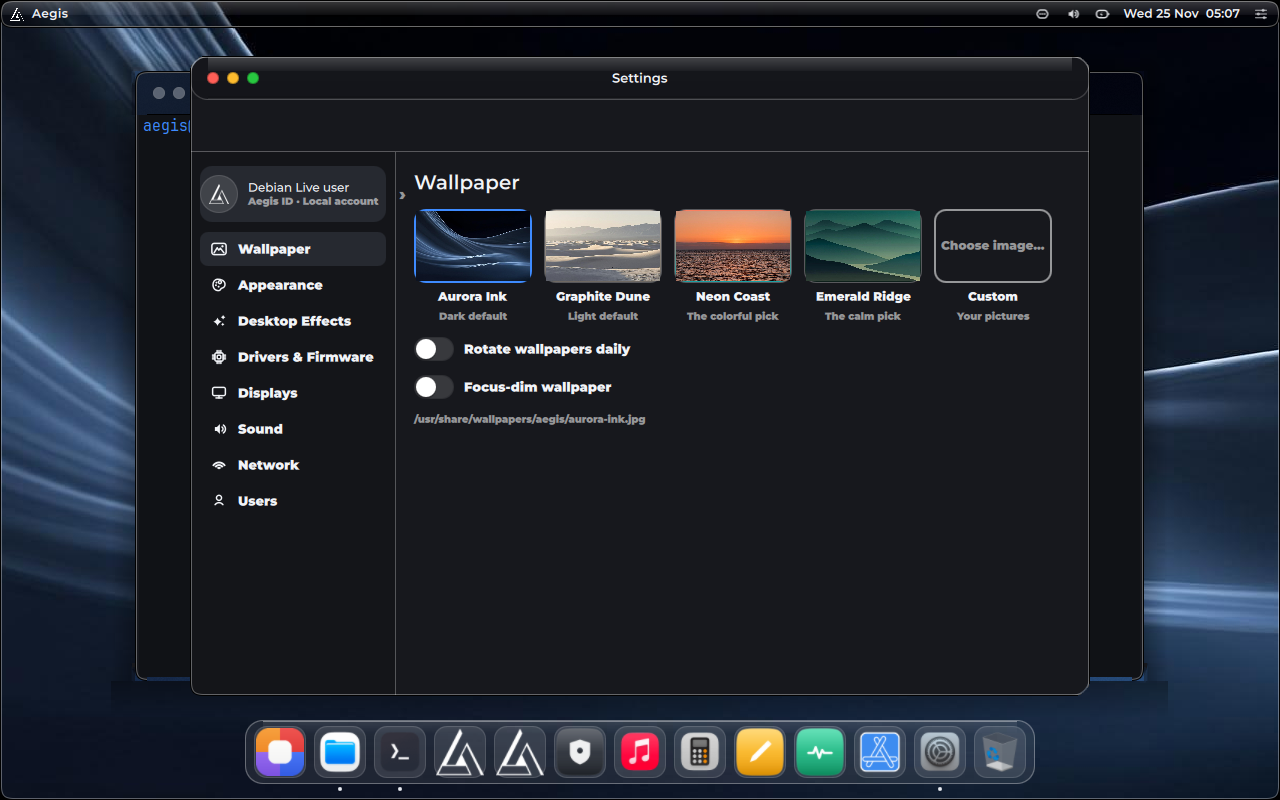 Aegis
Wed 25 Nov 05:07
Settings
aegis
Debian Live user
Aegis ID · Local account
Wallpaper
Appearance
Desktop Effects
Drivers & Firmware
Displays
Sound
Network
Users
Wallpaper
Choose image...
Aurora Ink
Graphite Dune
Neon Coast
Emerald Ridge
Custom
Dark default
Light default
The colorful pick
The calm pick
Your pictures
Rotate wallpapers daily
Focus-dim wallpaper
/usr/share/wallpapers/aegis/aurora-ink.jpg